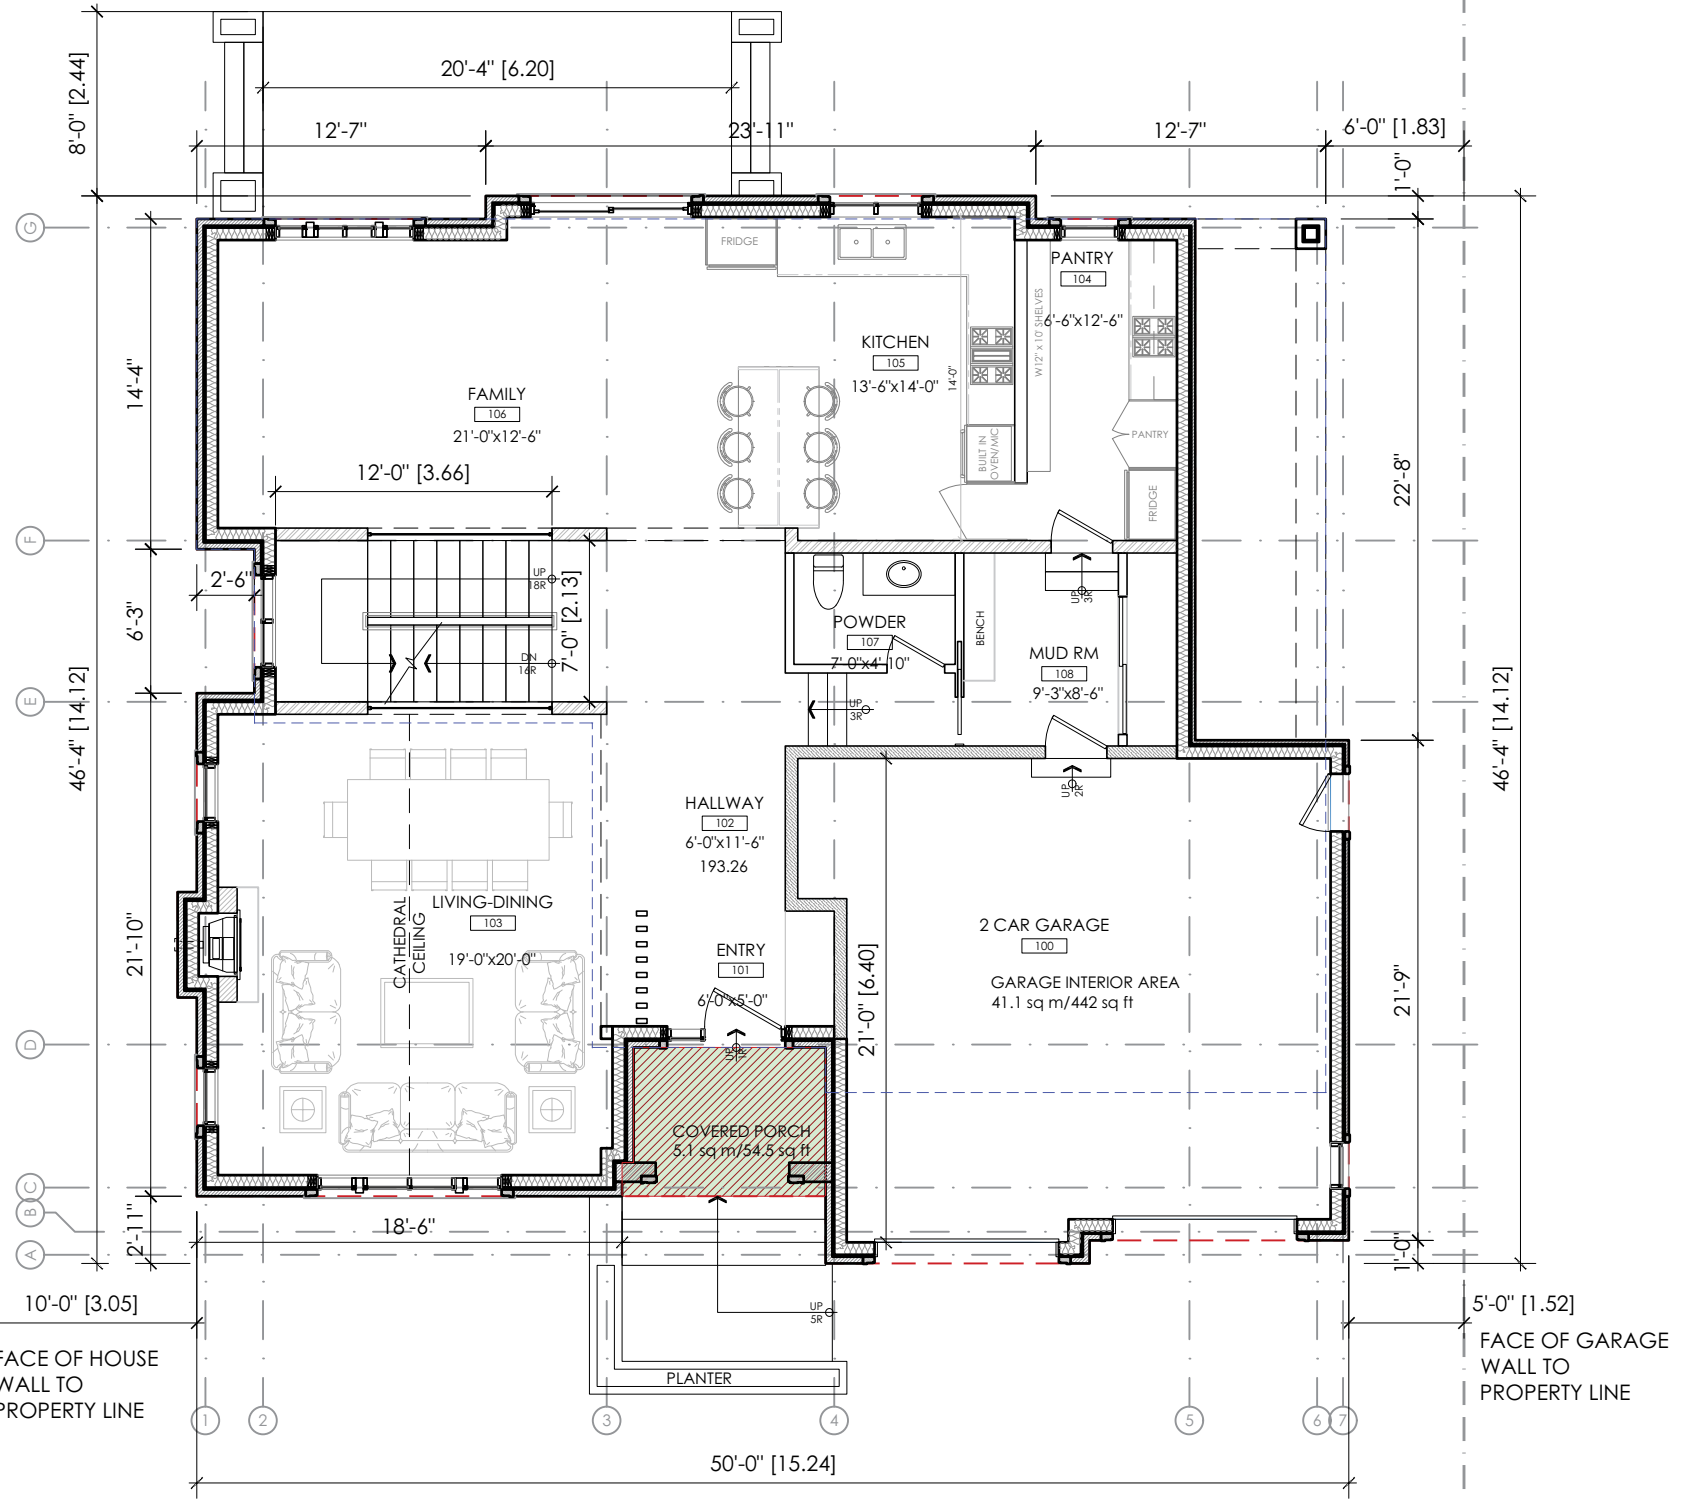 20'-4" [6.20]
8'-0" [2.44]
12'-7"
23'-11"
12'-7"
6'-0" [1.83]
1'-0"
G
FRIDGE
PANTRY
104
6'-6"x12'-6"
W12" x 10' SHELVES
KITCHEN
105
13'-6"x14'-0"
14'-0"
14'-4"
FAMILY
106
21'-0"x12'-6"
BUILT IN
OVEN/MIC
PANTRY
FRIDGE
22'-8"
12'-0" [3.66]
F
2'-6"
6'-3"
UP
18R
7'-0" [2.13]
DN
16R
POWDER
107
7'-0"x4'-10"
BENCH
UP
3R
MUD RM
108
9'-3"x8'-6"
E
UP
3R
46'-4" [14.12]
46'-4" [14.12]
UP
2R
HALLWAY
102
6'-0"x11'-6"
193.26
LIVING-DINING
103
19'-0"x20'-0"
CATHEDRAL
CEILING
21'-10"
ENTRY
101
6'-0"x5'-0"
2 CAR GARAGE
100
GARAGE INTERIOR AREA
41.1 sq m/442 sq ft
21'-0" [6.40]
21'-9"
D
UP
1R
COVERED PORCH
5.1 sq m/54.5 sq ft
C
B
A
2'-11"
18'-6"
1'-0"
10'-0" [3.05]
FACE OF HOUSE
WALL TO
PROPERTY LINE
UP
5R
PLANTER
5'-0" [1.52]
FACE OF GARAGE
WALL TO
PROPERTY LINE
1
2
3
4
5
6
7
50'-0" [15.24]